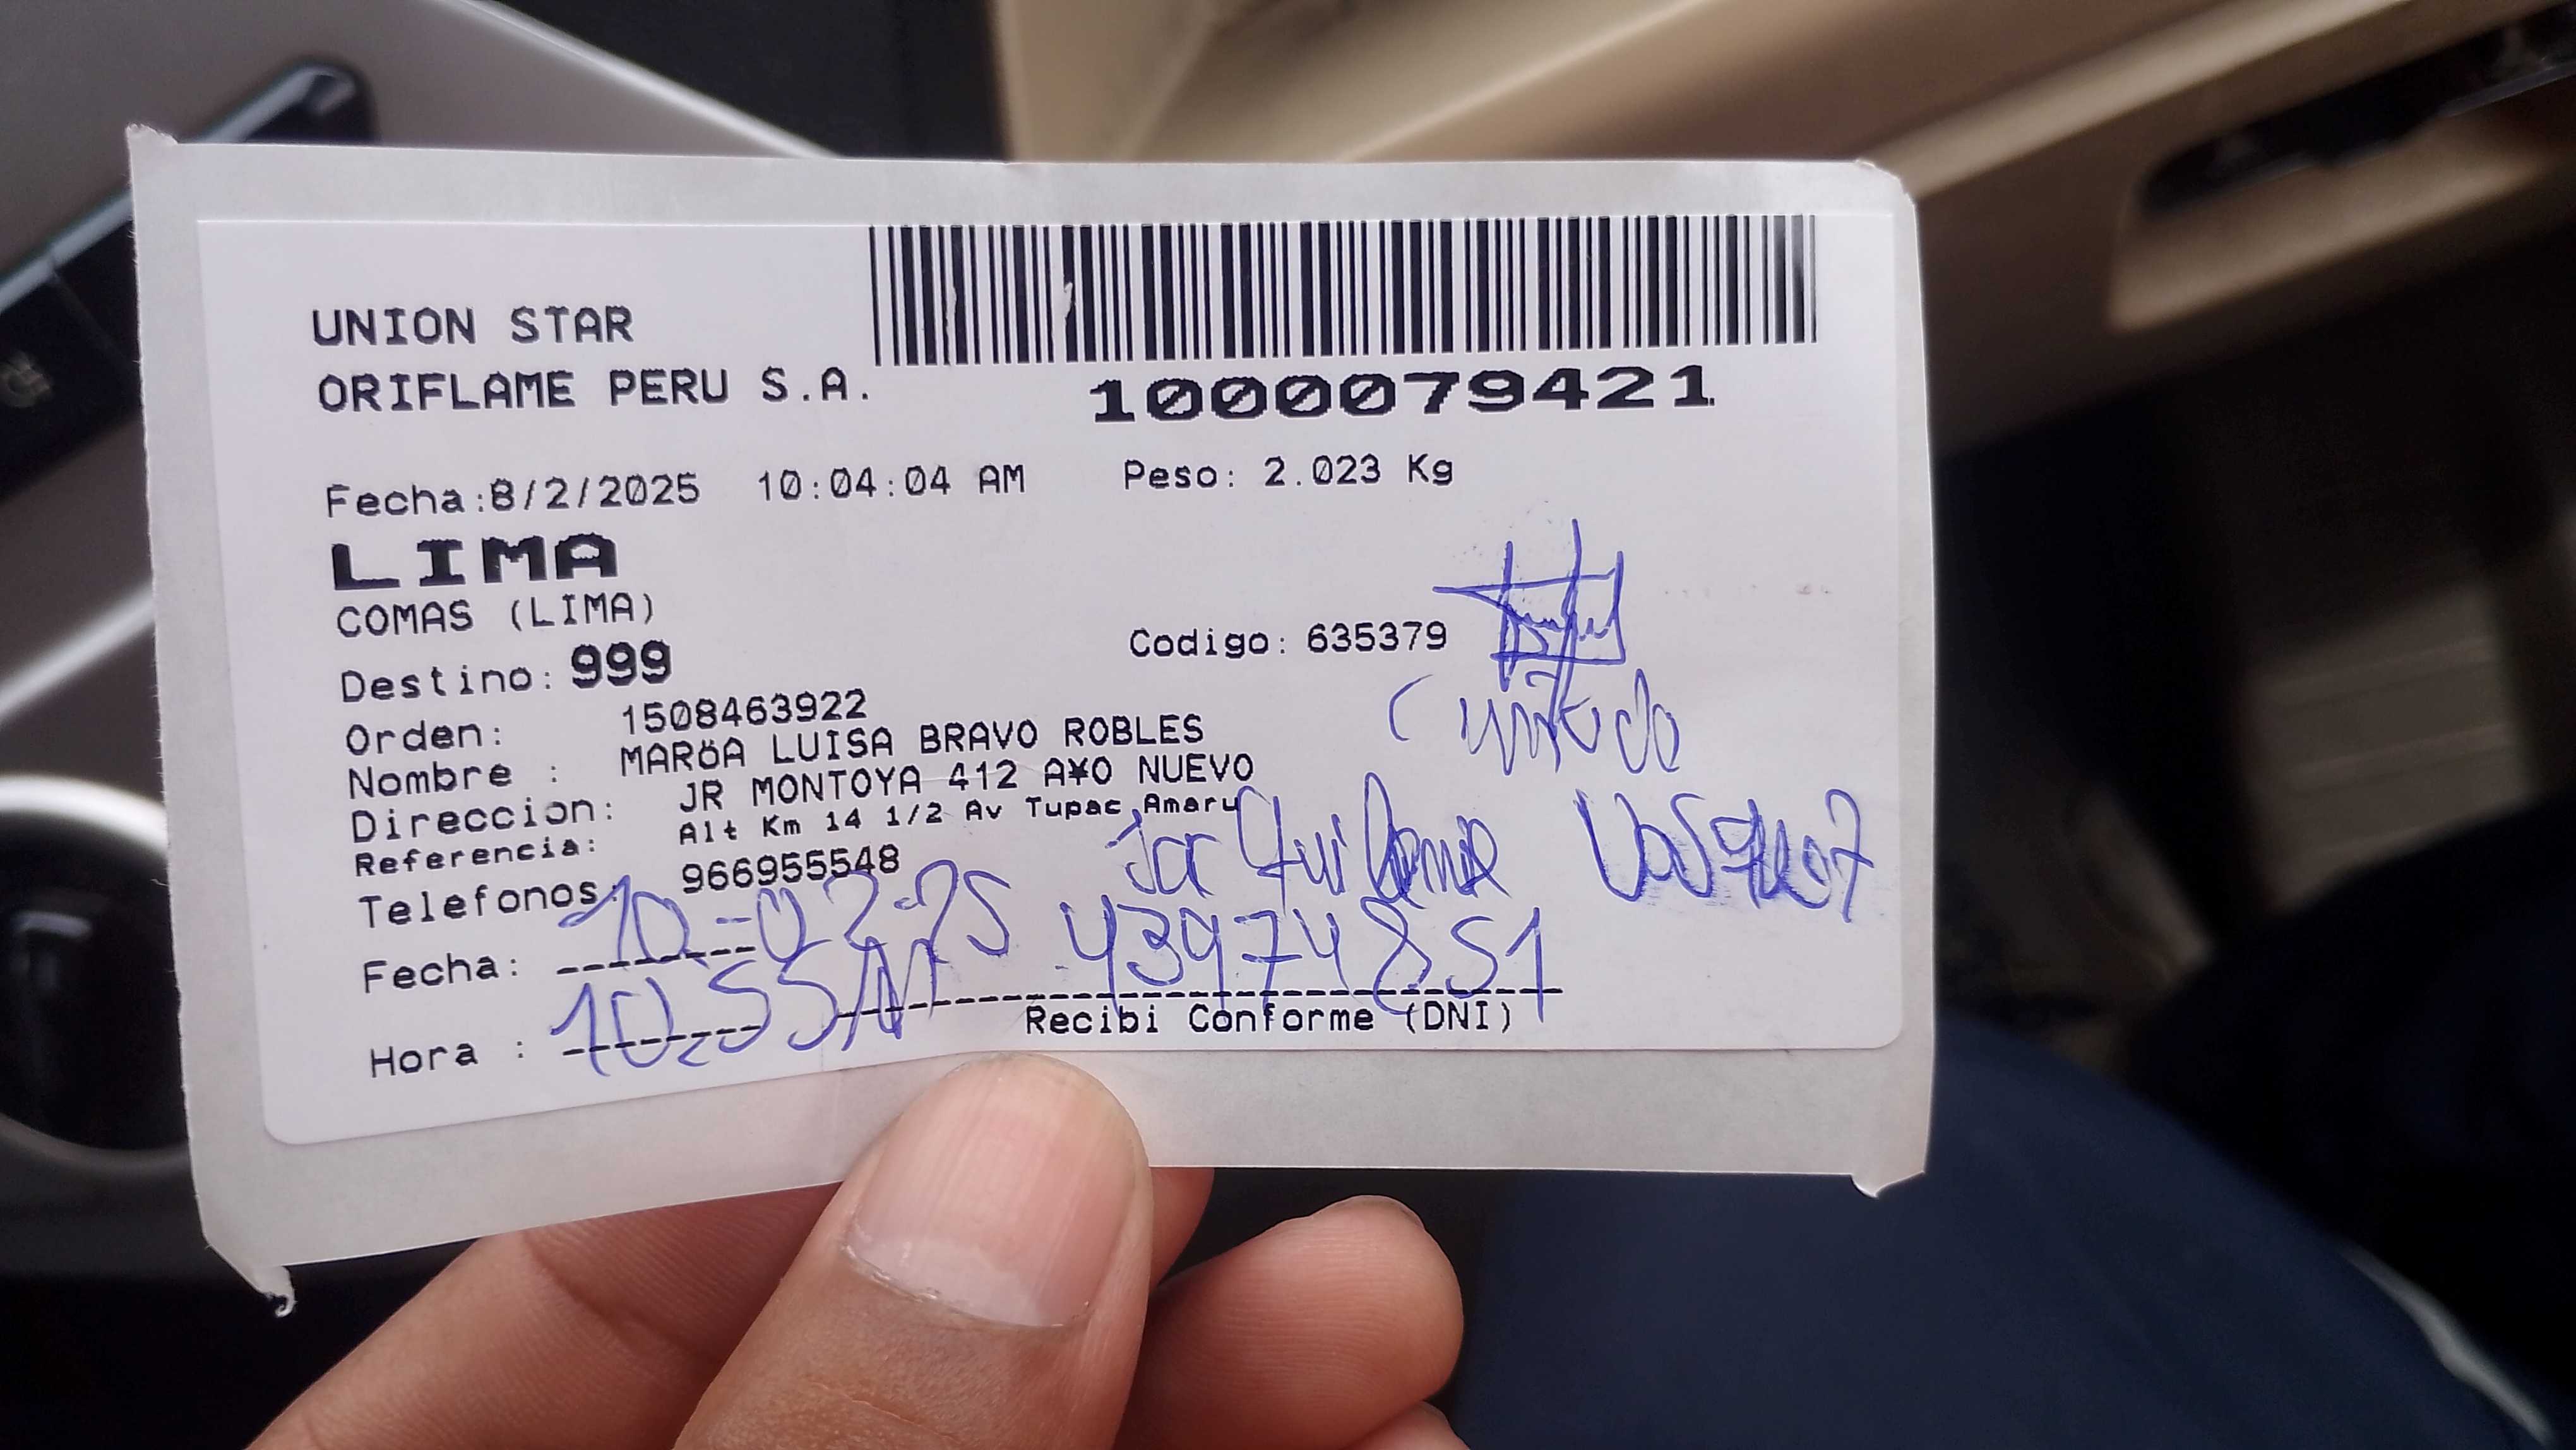 UNION STAR
ORIFLAME PERU S.A.
1000079421
Fecha:8/2/2025 10:04:04 AM Peso: 2.023 Kg
LIMA
COMAS (LIMA)
Destino: 999 Codigo: 635379
Orden: 1508463922
Nombre : MARöA LUISA BRAVO ROBLES
Direccion: JR MONTOYA 412 A¥O NUEVO
Referencia: Alt Km 14 1/2 Av Tupac Amaru
Telefonos: 966955548
Cuñado
Vasquez
Fecha: 10-02-25 43974851
Hora : 10:55AM
Recibi Conforme (DNI)